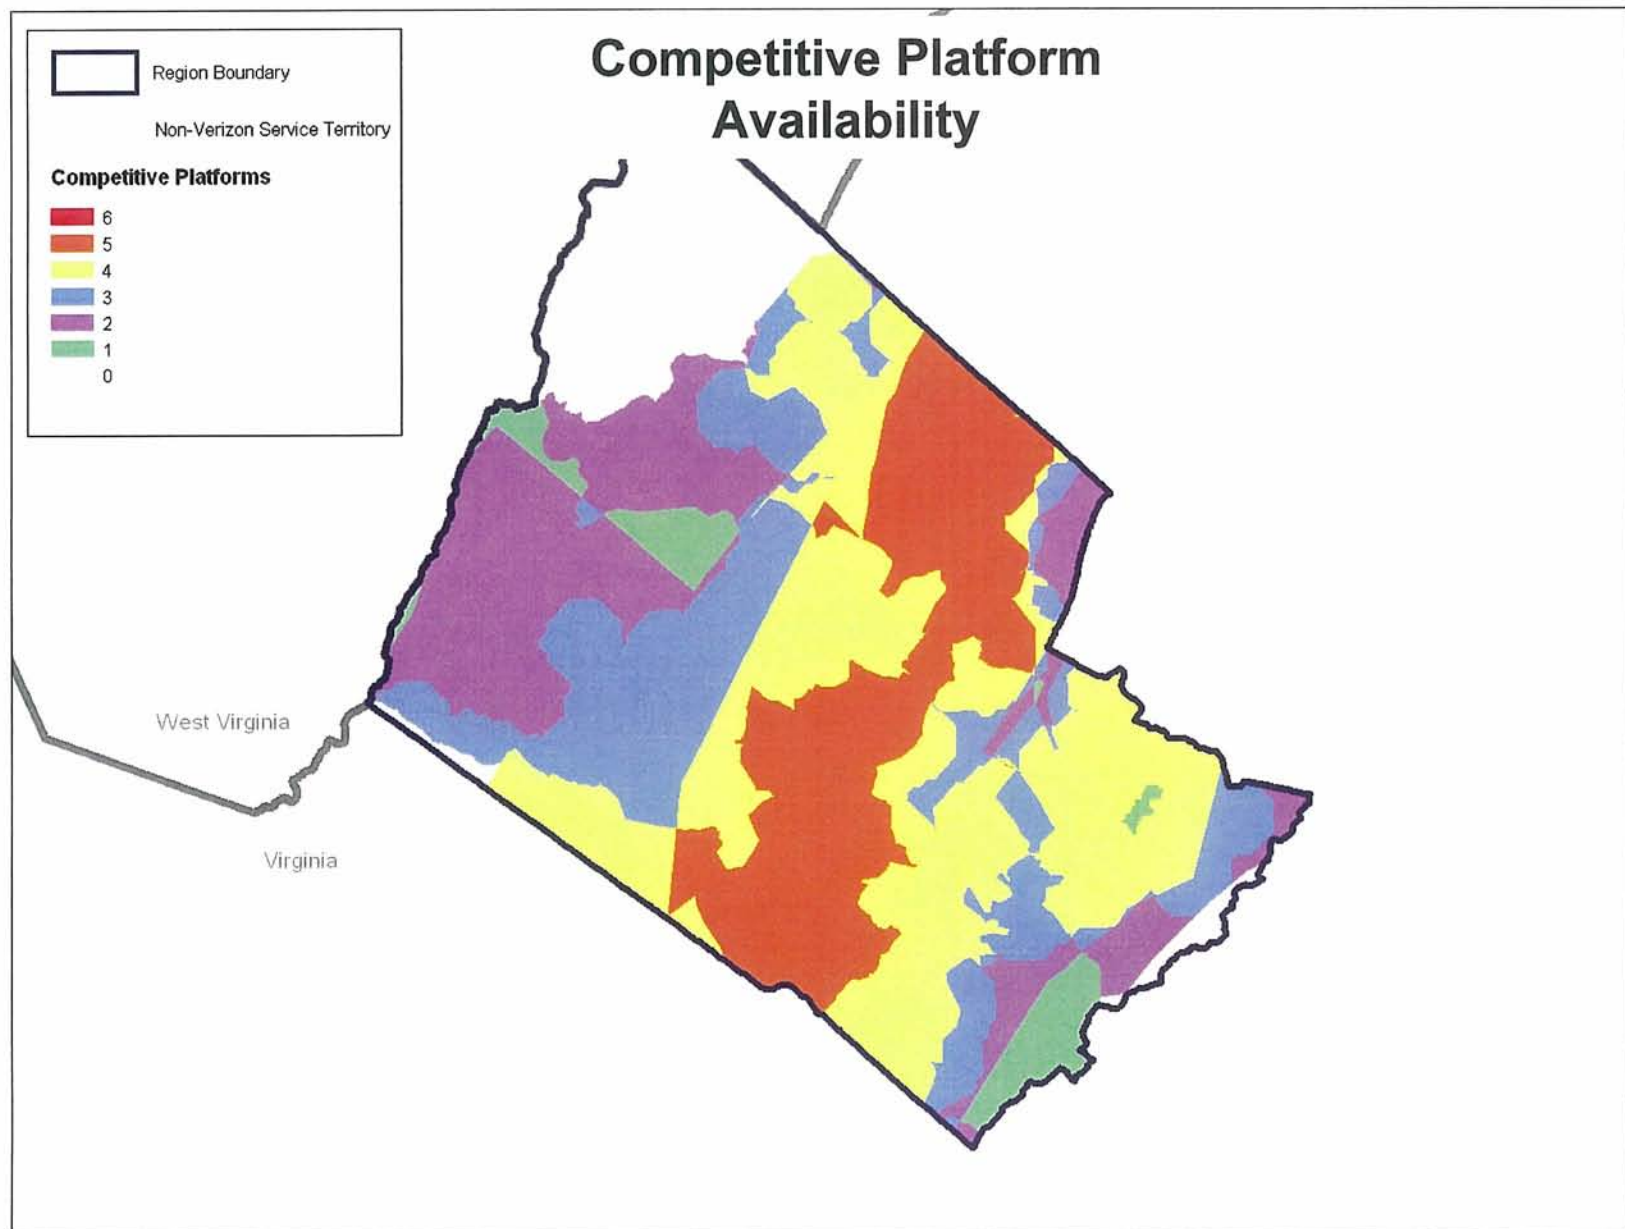 Competitive Platform
Availability
Region Boundary
Non-Verizon Service Territory
Competitive Platforms
6
5
4
3
2
1
0
West Virginia
Virginia